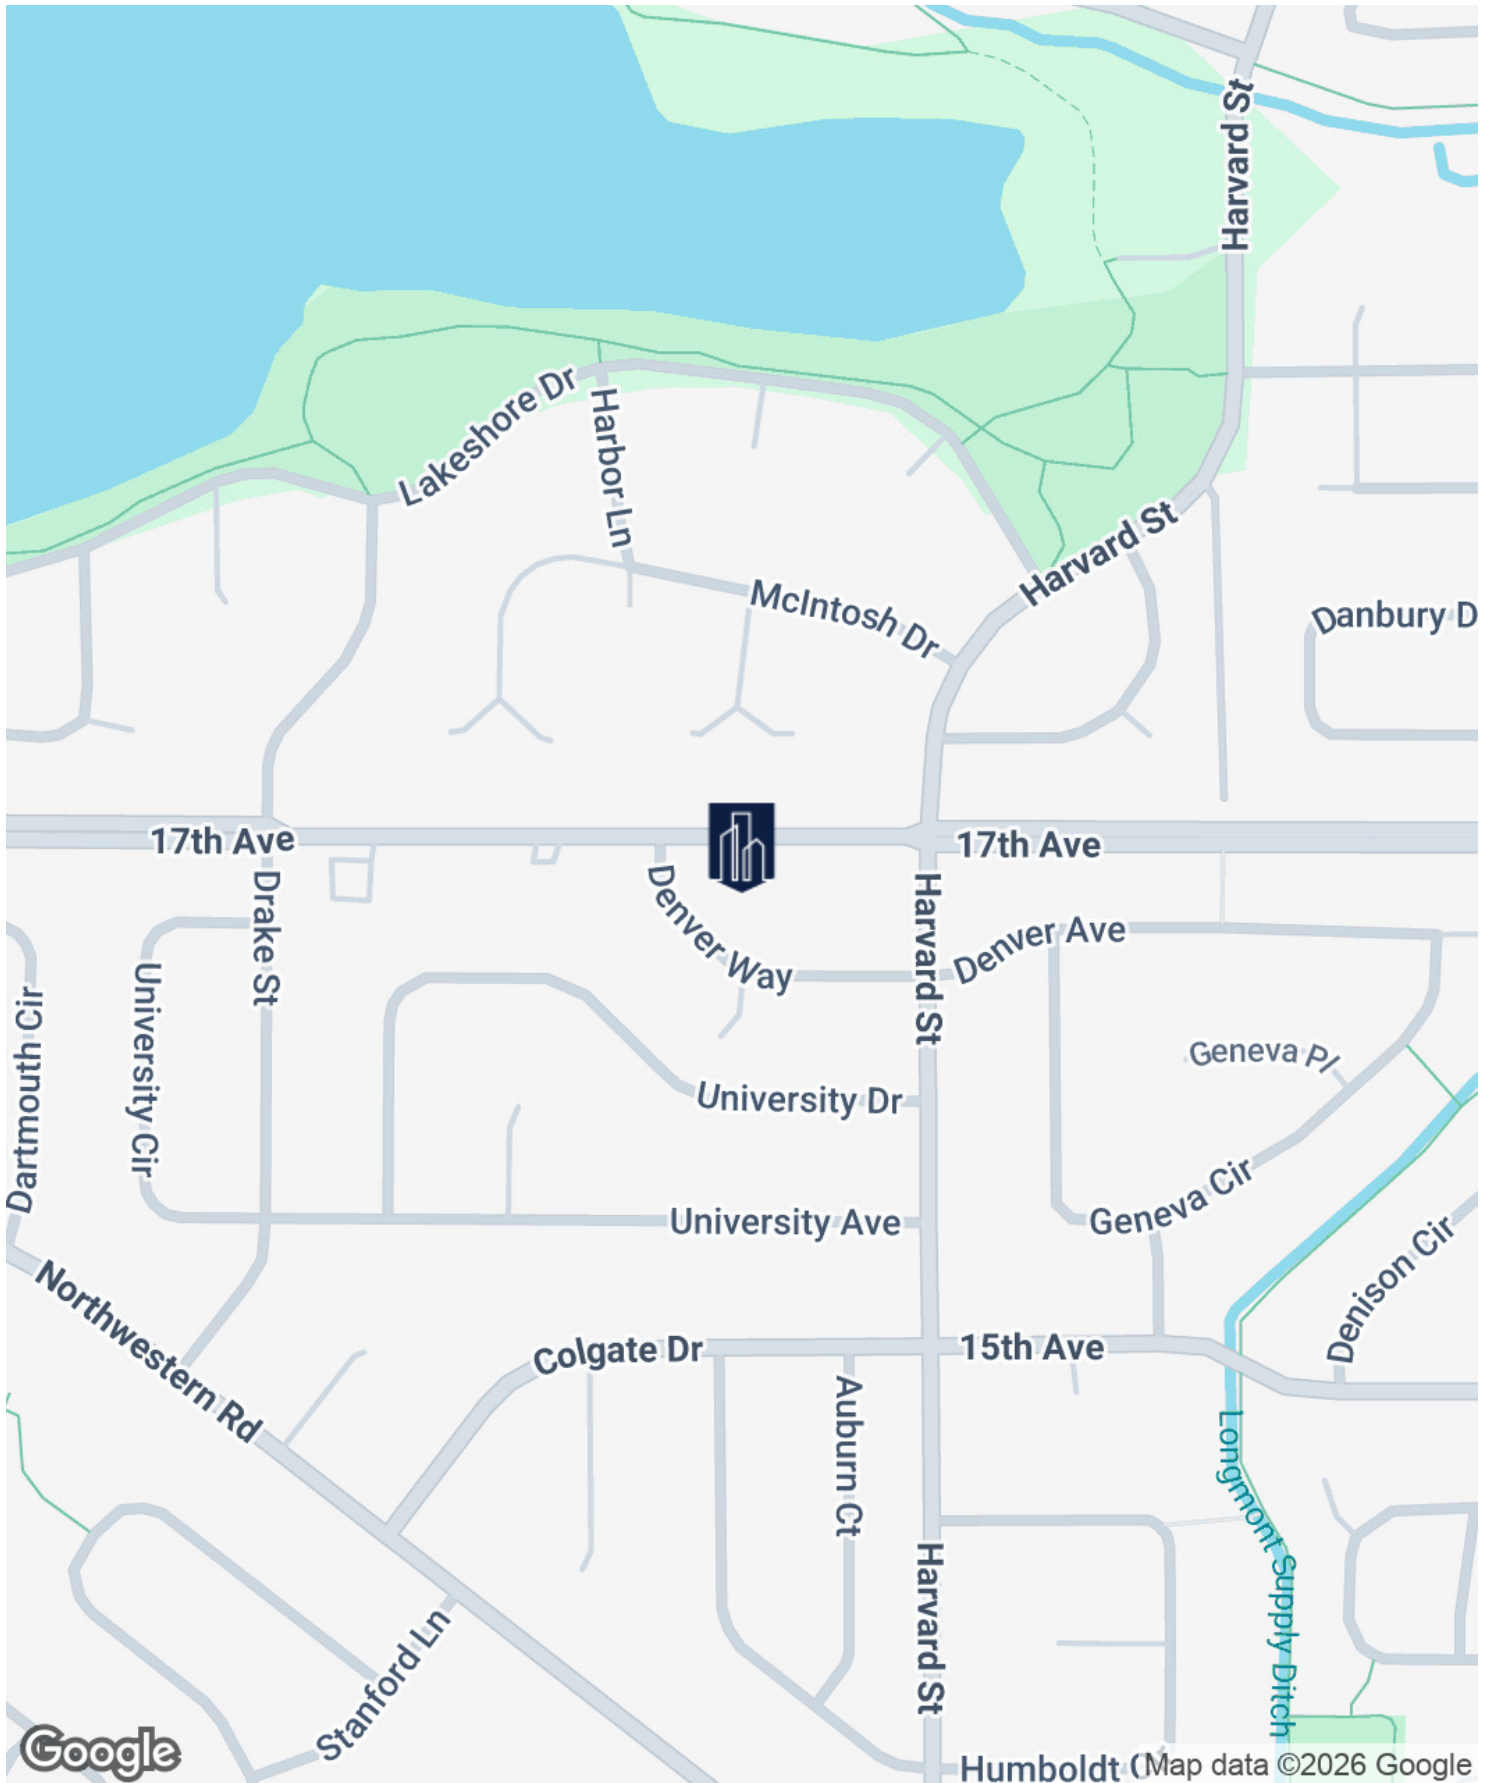 Harvard St
Lakeshore Dr
Harbor Ln
Harvard St
McIntosh Dr
Danbury D
17th Ave
17th Ave
Drake St
Denver Way
Harvard St
Denver Ave
University Cir
Dartmouth Cir
Geneva Pl
University Dr
Geneva Cir
University Ave
Denison Cir
Northwestern Rd
Colgate Dr
15th Ave
Auburn Ct
Longmont Supply Ditch
Harvard St
Stanford Ln
Google
Humboldt
Map data ©2026 Google